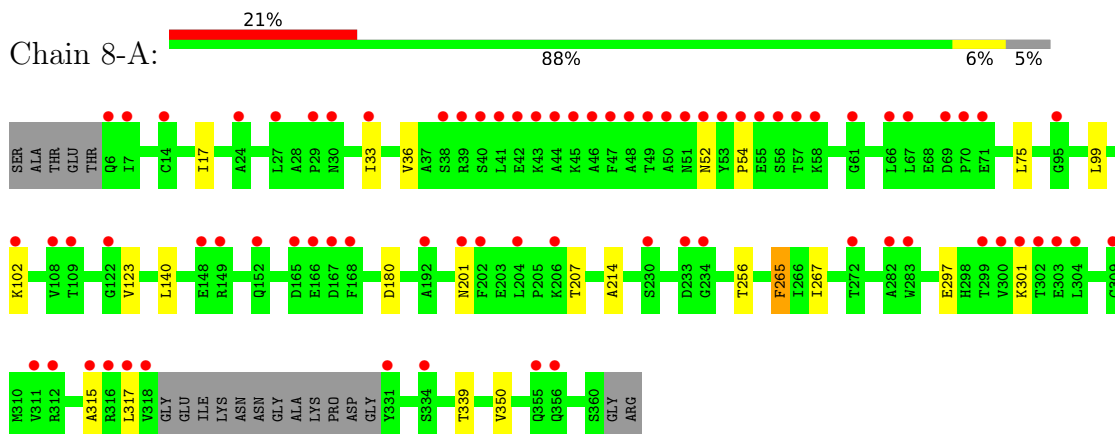 21%
Chain 8-A:
88% 6% 5%
SER ALA THR GLU THR Q6 I7 C14 I17 A24 L27 A28 P29 N30 I33 V36 A37 S38 R39 S40 L41 E42 K43 A44 K45 A46 F47 A48 T49 A50 N51 N52 Y53 P54 E55 S56 T57 K58 G61 L66 L67 E68 D69 P70 E71 L75 G95 L99
K102 V108 T109 G122 V123 L140 E148 R149 Q152 D165 E166 D167 F168 D180 A192 N201 F202 E203 L204 P205 K206 T207 A214 S230 D233 G234 T256 F265 I266 I267 T272 A282 W283 E297 H298 T299 V300 K301 T302 E303 L304
M310 V311 R312 A315 R316 L317 V318 GLY GLU ILE LYS ASN ASN GLY ALA LYS PRO ASP GLY Y331 S334 T339 V350 Q355 Q356 S360 GLY ARG